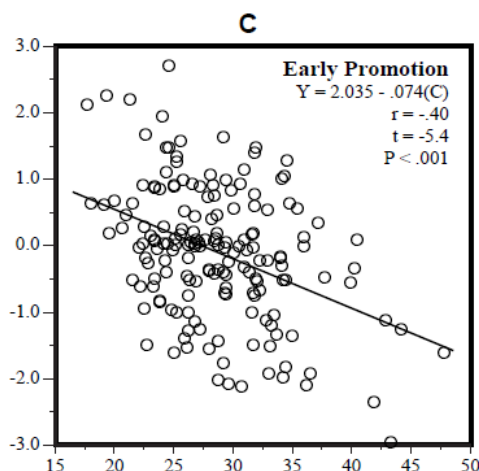 C
3.0
2.0
1.0
0.0
-1.0
-2.0
-3.0
Early Promotion
Y = 2.035 - .074(C)
r = -.40
t = -5.4
P < .001
15 20 25 30 35 40 45 50